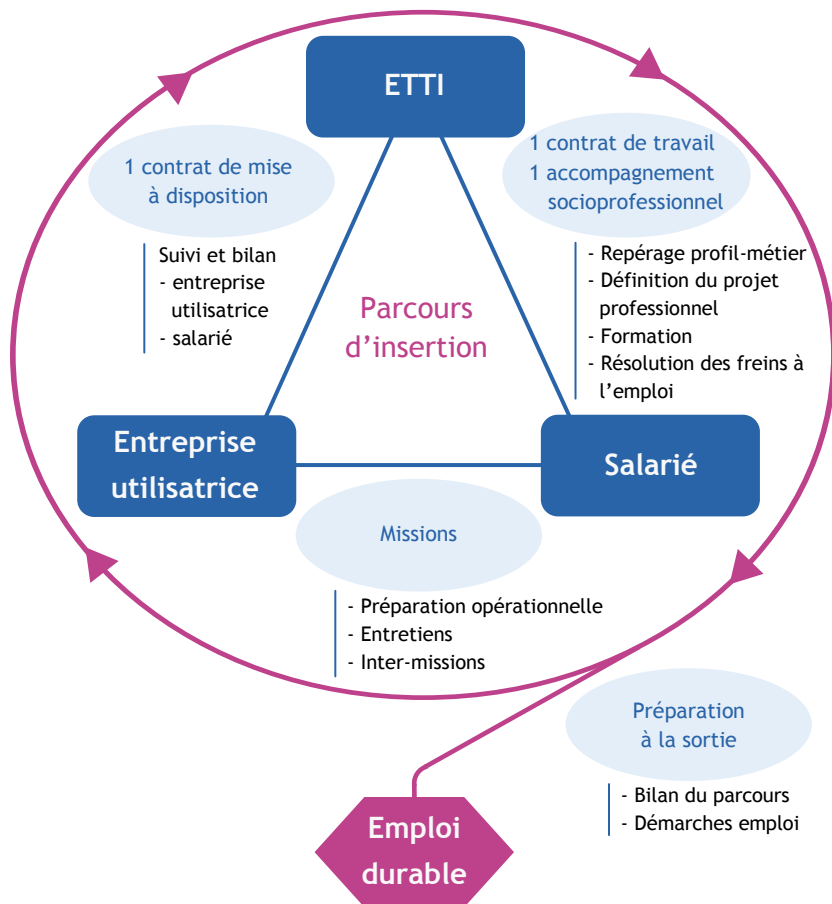 ETTI
1 contrat de mise
à disposition
Suivi et bilan
- entreprise
utilisatrice
- salarié
1 contrat de travail
1 accompagnement
socioprofessionnel
- Repérage profil-métier
- Définition du projet
professionnel
- Formation
- Résolution des freins à
l’emploi
Parcours
d’insertion
Entreprise
utilisatrice
Salarié
Missions
- Préparation opérationnelle
- Entretiens
- Inter-missions
Préparation
à la sortie
- Bilan du parcours
- Démarches emploi
Emploi
durable